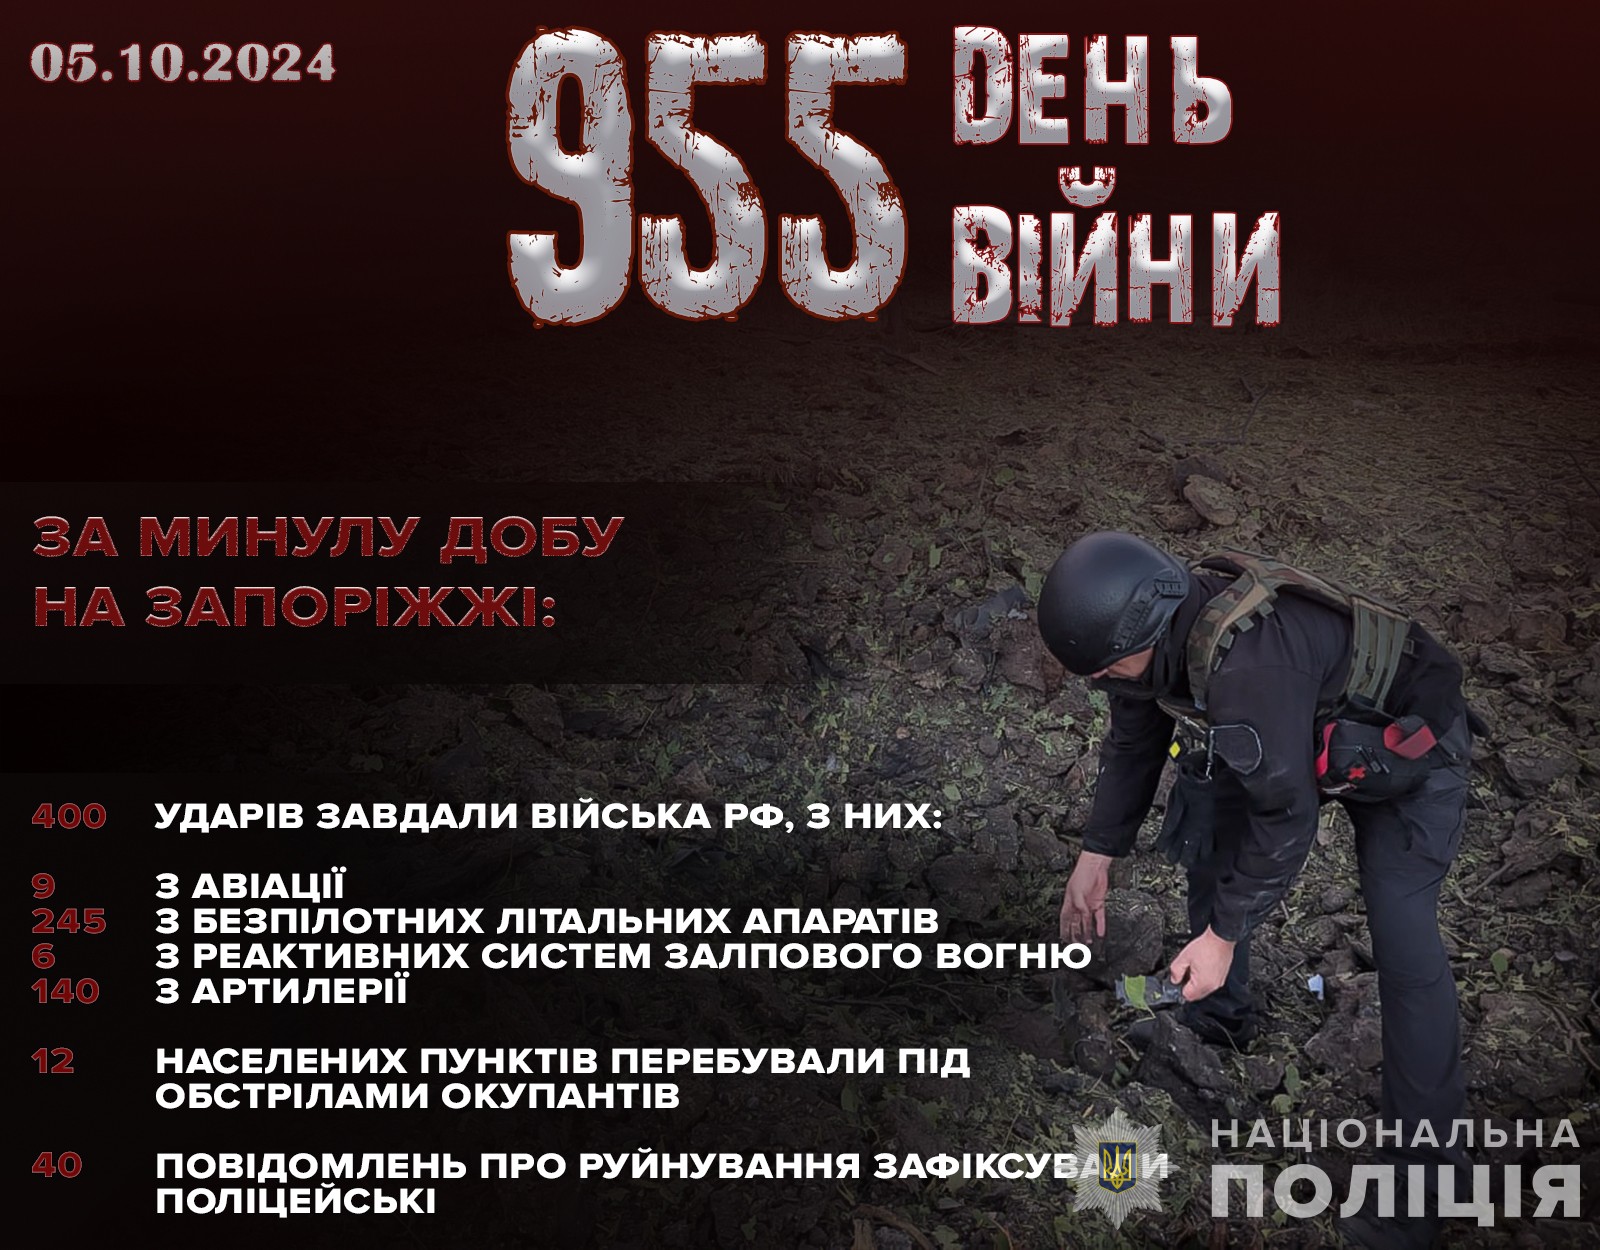 05.10.2024
955 ДЕНЬ
ВІЙНИ
ЗА МИНУЛУ ДОБУ
НА ЗАПОРІЖЖІ:
400 УДАРІВ ЗАВДАЛИ ВІЙСЬКА РФ, З НИХ:
9 З АВІАЦІЇ
245 З БЕЗПІЛОТНИХ ЛІТАЛЬНИХ АПАРАТІВ
6 З РЕАКТИВНИХ СИСТЕМ ЗАЛПОВОГО ВОГНЮ
140 З АРТИЛЕРІЇ
12 НАСЕЛЕНИХ ПУНКТІВ ПЕРЕБУВАЛИ ПІД
ОБСТРІЛАМИ ОКУПАНТІВ
40 ПОВІДОМЛЕНЬ ПРО РУЙНУВАННЯ ЗАФІКСУВАЛИ
ПОЛІЦЕЙСЬКІ
НАЦІОНАЛЬНА
ПОЛІЦІЯ